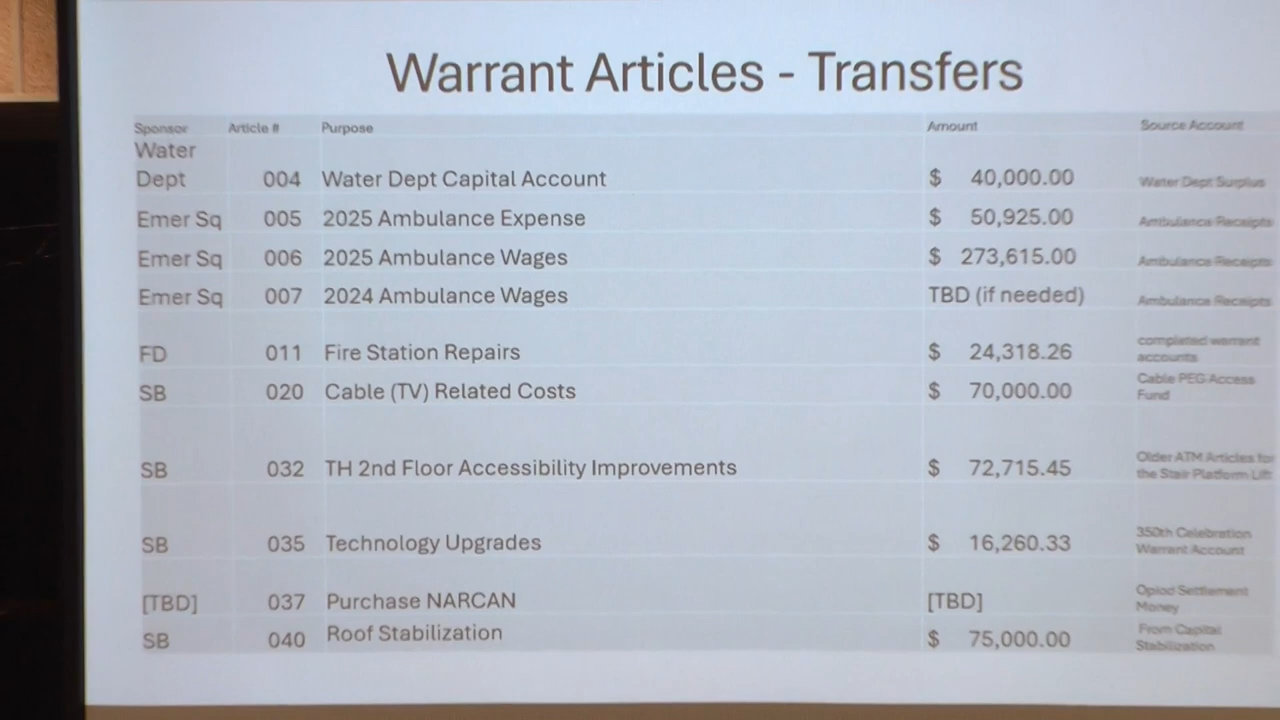 Warrant Articles - Transfers
Sponsor Article # Purpose Amount Source Account
Water
Dept 004 Water Dept Capital Account $ 40,000.00 Water Dept Surplus
Emer Sq 005 2025 Ambulance Expense $ 50,925.00 Ambulance Receipts
Emer Sq 006 2025 Ambulance Wages $ 273,615.00 Ambulance Receipts
Emer Sq 007 2024 Ambulance Wages TBD (if needed) Ambulance Receipts
FD 011 Fire Station Repairs $ 24,318.26 completed warrant
accounts
SB 020 Cable (TV) Related Costs $ 70,000.00 Cable PEG Access
Fund
SB 032 TH 2nd Floor Accessibility Improvements $ 72,715.45 Older ATM Articles for
the Stair Platform Lift
SB 035 Technology Upgrades $ 16,260.33 350th Celebration
Warrant Account
[TBD] 037 Purchase NARCAN [TBD] Opiod Settlement
Money
SB 040 Roof Stabilization $ 75,000.00 From Capital
Stabilization